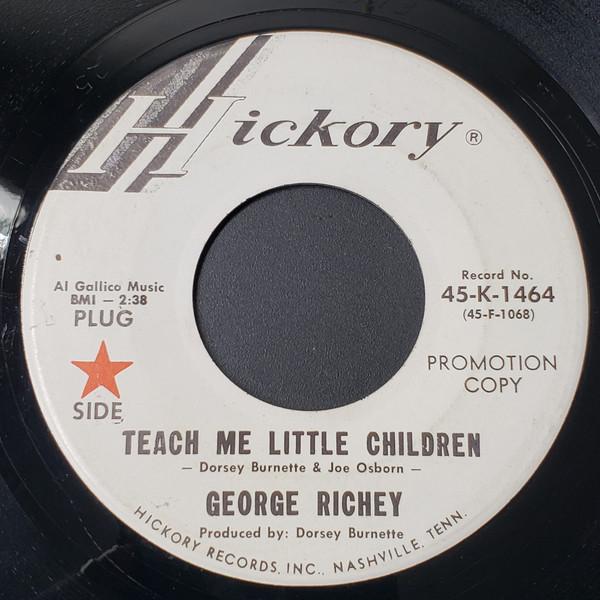 Hickory®
Al Gallico Music
BMI — 2:38
PLUG
SIDE
Record No.
45-K-1464
(45-F-1068)
PROMOTION
COPY
TEACH ME LITTLE CHILDREN
— Dorsey Burnette & Joe Osborn —
GEORGE RICHEY
Produced by: Dorsey Burnette
HICKORY RECORDS, INC., NASHVILLE, TENN.